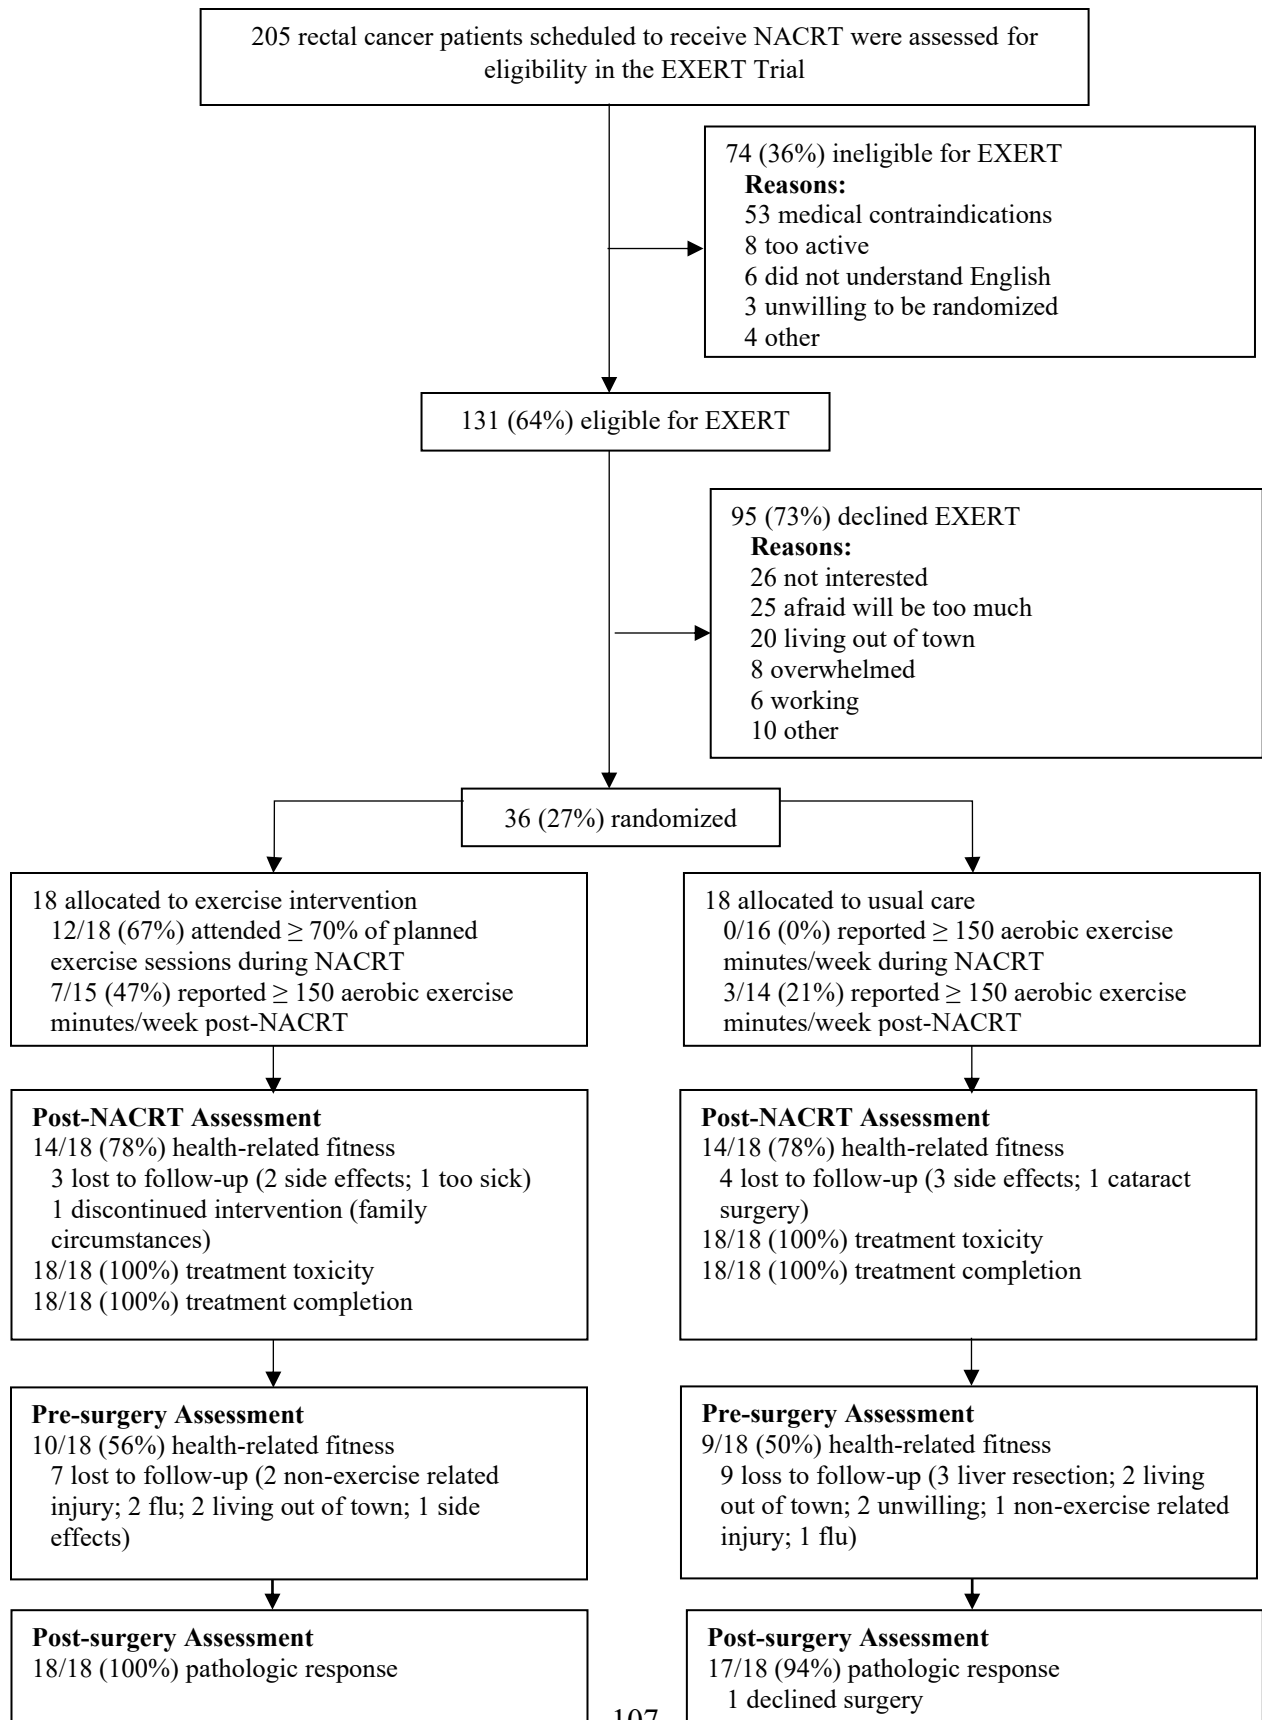 205 rectal cancer patients scheduled to receive NACRT were assessed for
eligibility in the EXERT Trial
74 (36%) ineligible for EXERT
Reasons:
53 medical contraindications
8 too active
6 did not understand English
3 unwilling to be randomized
4 other
131 (64%) eligible for EXERT
95 (73%) declined EXERT
Reasons:
26 not interested
25 afraid will be too much
20 living out of town
8 overwhelmed
6 working
10 other
36 (27%) randomized
18 allocated to exercise intervention
12/18 (67%) attended ≥ 70% of planned
exercise sessions during NACRT
7/15 (47%) reported ≥ 150 aerobic exercise
minutes/week post-NACRT
18 allocated to usual care
0/16 (0%) reported ≥ 150 aerobic exercise
minutes/week during NACRT
3/14 (21%) reported ≥ 150 aerobic exercise
minutes/week post-NACRT
Post-NACRT Assessment
14/18 (78%) health-related fitness
3 lost to follow-up (2 side effects; 1 too sick)
1 discontinued intervention (family
circumstances)
18/18 (100%) treatment toxicity
18/18 (100%) treatment completion
Post-NACRT Assessment
14/18 (78%) health-related fitness
4 lost to follow-up (3 side effects; 1 cataract
surgery)
18/18 (100%) treatment toxicity
18/18 (100%) treatment completion
Pre-surgery Assessment
10/18 (56%) health-related fitness
7 lost to follow-up (2 non-exercise related
injury; 2 flu; 2 living out of town; 1 side
effects)
Pre-surgery Assessment
9/18 (50%) health-related fitness
9 loss to follow-up (3 liver resection; 2 living
out of town; 2 unwilling; 1 non-exercise related
injury; 1 flu)
Post-surgery Assessment
18/18 (100%) pathologic response
Post-surgery Assessment
17/18 (94%) pathologic response
1 declined surgery
107